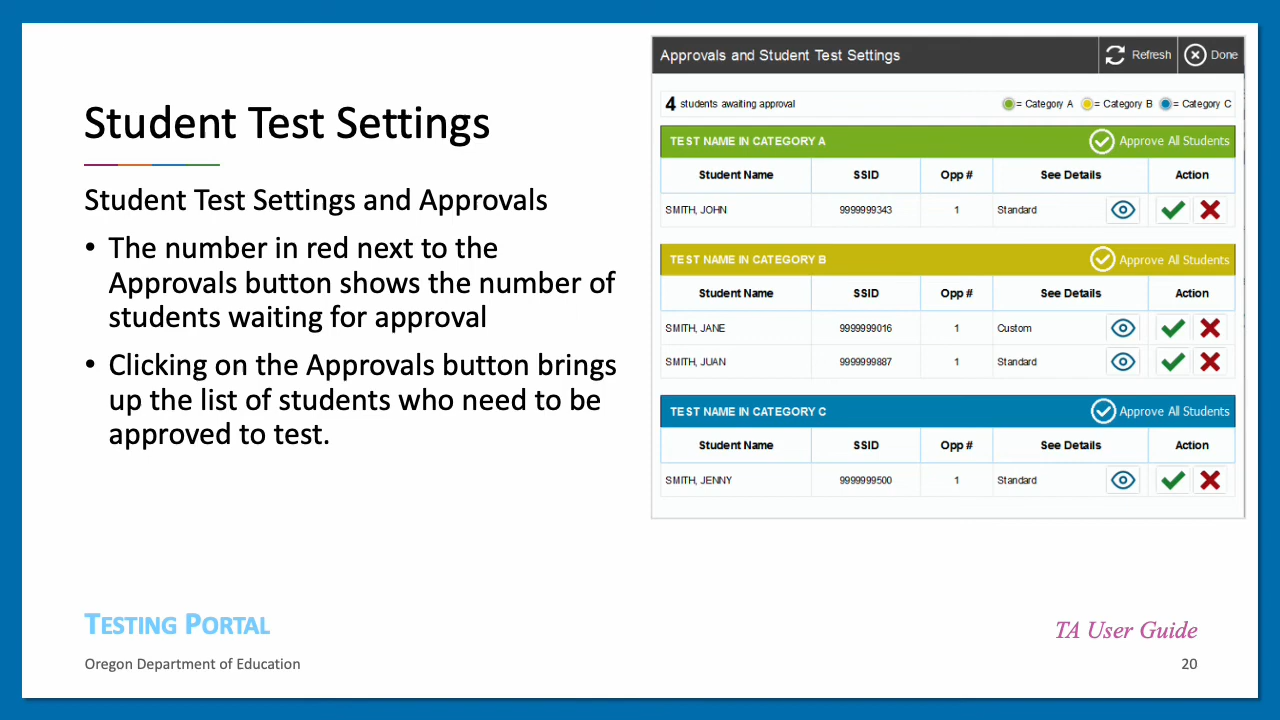 Student Test Settings
Student Test Settings and Approvals
• The number in red next to the
Approvals button shows the number of
students waiting for approval
• Clicking on the Approvals button brings
up the list of students who need to be
approved to test.
Approvals and Student Test Settings Refresh Done
4 students awaiting approval = Category A = Category B = Category C
TEST NAME IN CATEGORY A Approve All Students
Student Name SSID Opp # See Details Action
SMITH, JOHN 9999999343 1 Standard
TEST NAME IN CATEGORY B Approve All Students
Student Name SSID Opp # See Details Action
SMITH, JANE 9999999016 1 Custom
SMITH, JUAN 9999999887 1 Standard
TEST NAME IN CATEGORY C Approve All Students
Student Name SSID Opp # See Details Action
SMITH, JENNY 9999999500 1 Standard
TESTING PORTAL
TA User Guide
Oregon Department of Education
20